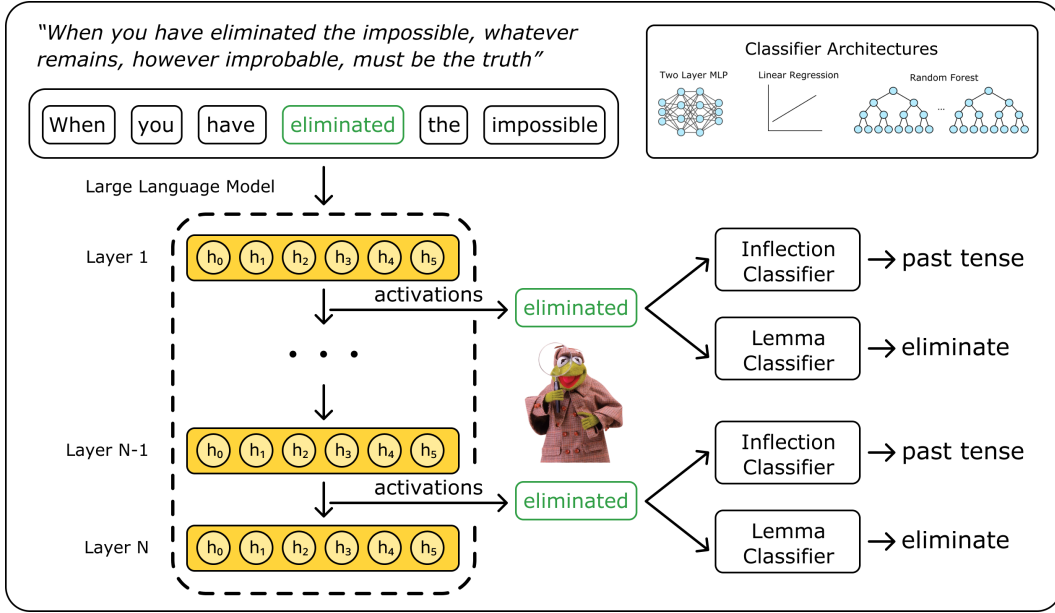 “When you have eliminated the impossible, whatever
remains, however improbable, must be the truth”
When you have eliminated the impossible
Classifier Architectures
Two Layer MLP
Linear Regression
Random Forest
...
Large Language Model
Layer 1
h₀ h₁ h₂ h₃ h₄ h₅
activations
eliminated
Inflection
Classifier
past tense
Lemma
Classifier
eliminate
. . .
Layer N-1
h₀ h₁ h₂ h₃ h₄ h₅
activations
eliminated
Inflection
Classifier
past tense
Lemma
Classifier
eliminate
Layer N
h₀ h₁ h₂ h₃ h₄ h₅